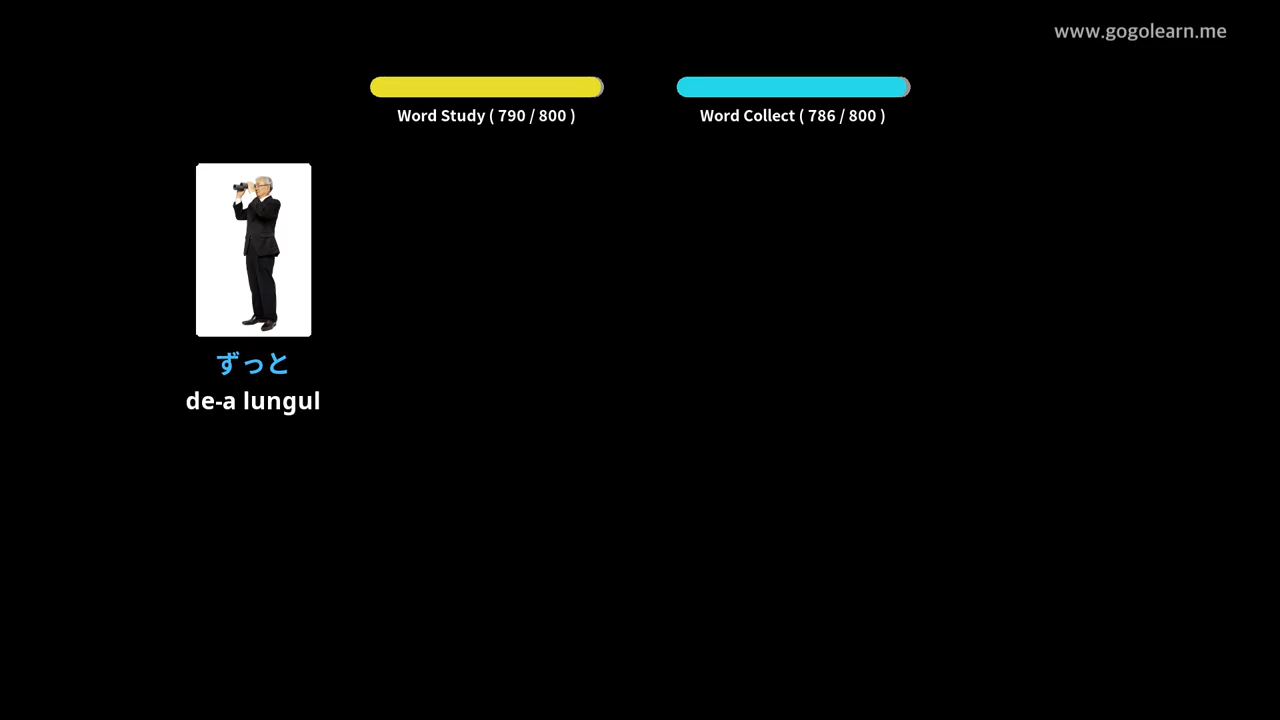 www.gogolearn.me
Word Study ( 790 / 800 )
Word Collect ( 786 / 800 )
ずっと
de-a lungul